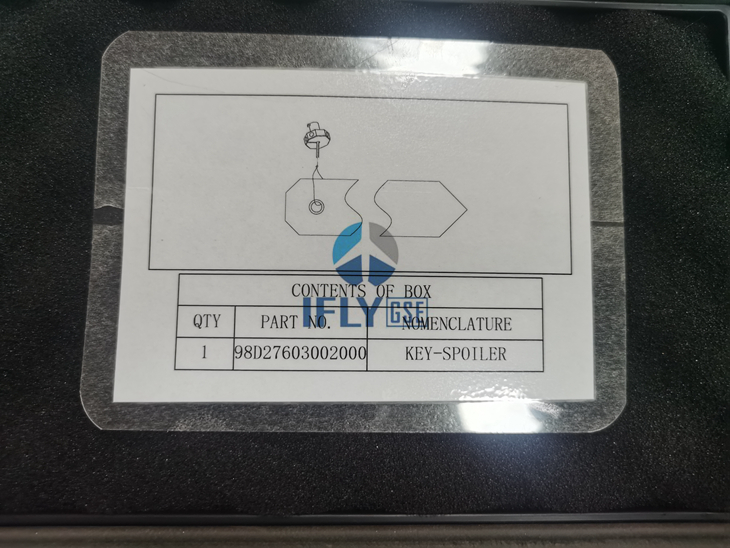 CONTENTS OF BOX
IFLY GSE
QTY PART NO. NOMENCLATURE
1 98D27603002000 KEY-SPOILER